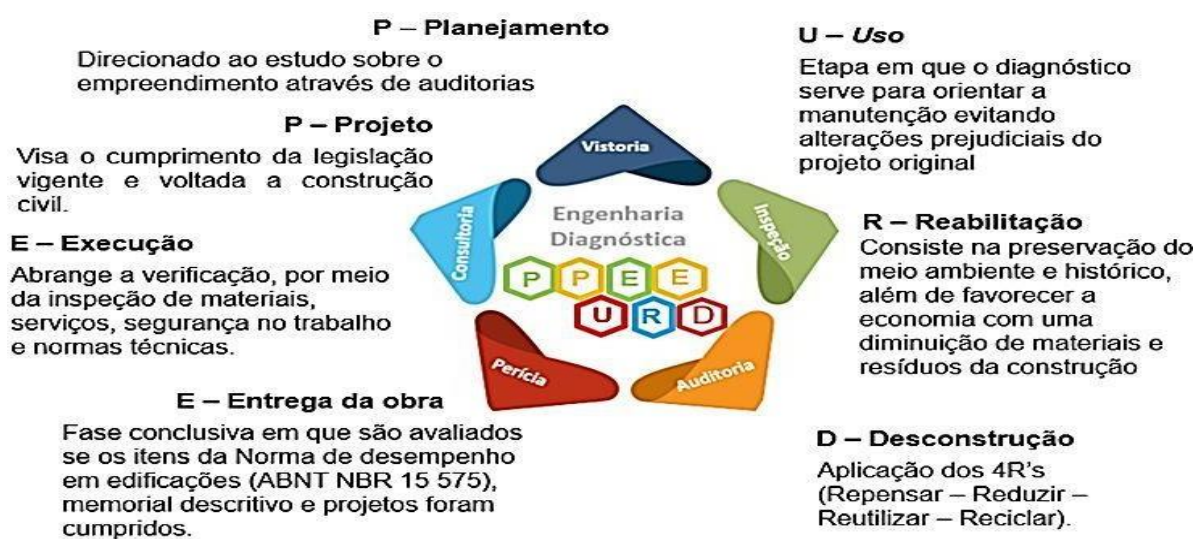 P – Planejamento
Direcionado ao estudo sobre o
empreendimento através de auditorias
P – Projeto
Visa o cumprimento da legislação
vigente e voltada a construção
civil.
E – Execução
Abrange a verificação, por meio
da inspeção de materiais,
serviços, segurança no trabalho
e normas técnicas.
E – Entrega da obra
Fase conclusiva em que são avaliados
se os itens da Norma de desempenho
em edificações (ABNT NBR 15 575),
memorial descritivo e projetos foram
cumpridos.
Vistoria
Consultoria
Engenharia
Diagnóstica
Inspeção
P P E E
U R D
Perícia
Auditoria
U – Uso
Etapa em que o diagnóstico
serve para orientar a
manutenção evitando
alterações prejudiciais do
projeto original
R – Reabilitação
Consiste na preservação do
meio ambiente e histórico,
além de favorecer a
economia com uma
diminuição de materiais e
resíduos da construção
D – Desconstrução
Aplicação dos 4R's
(Repensar – Reduzir –
Reutilizar – Reciclar).